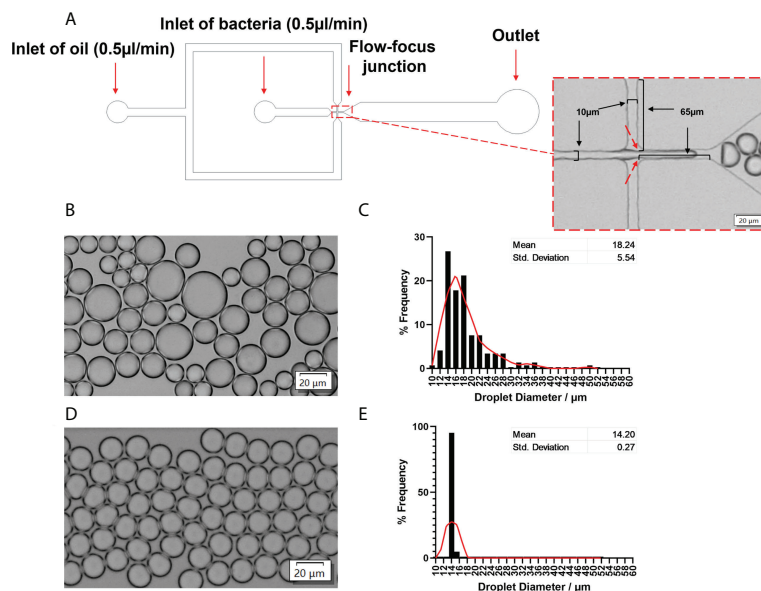 A
Inlet of bacteria (0.5µl/min)
Inlet of oil (0.5µl/min)
Flow-focus
junction
Outlet
10µm
65µm
20 µm
B
20 µm
C
Mean 18.24
Std. Deviation 5.54
% Frequency
30
20
10
0
10 12 14 16 18 20 22 24 26 28 30 32 34 36 38 40 42 44 46 48 50 52 54 56 58 60
Droplet Diameter / µm
D
20 µm
E
Mean 14.20
Std. Deviation 0.27
% Frequency
100
50
0
10 12 14 16 18 20 22 24 26 28 30 32 34 36 38 40 42 44 46 48 50 52 54 56 58 60
Droplet Diameter / µm